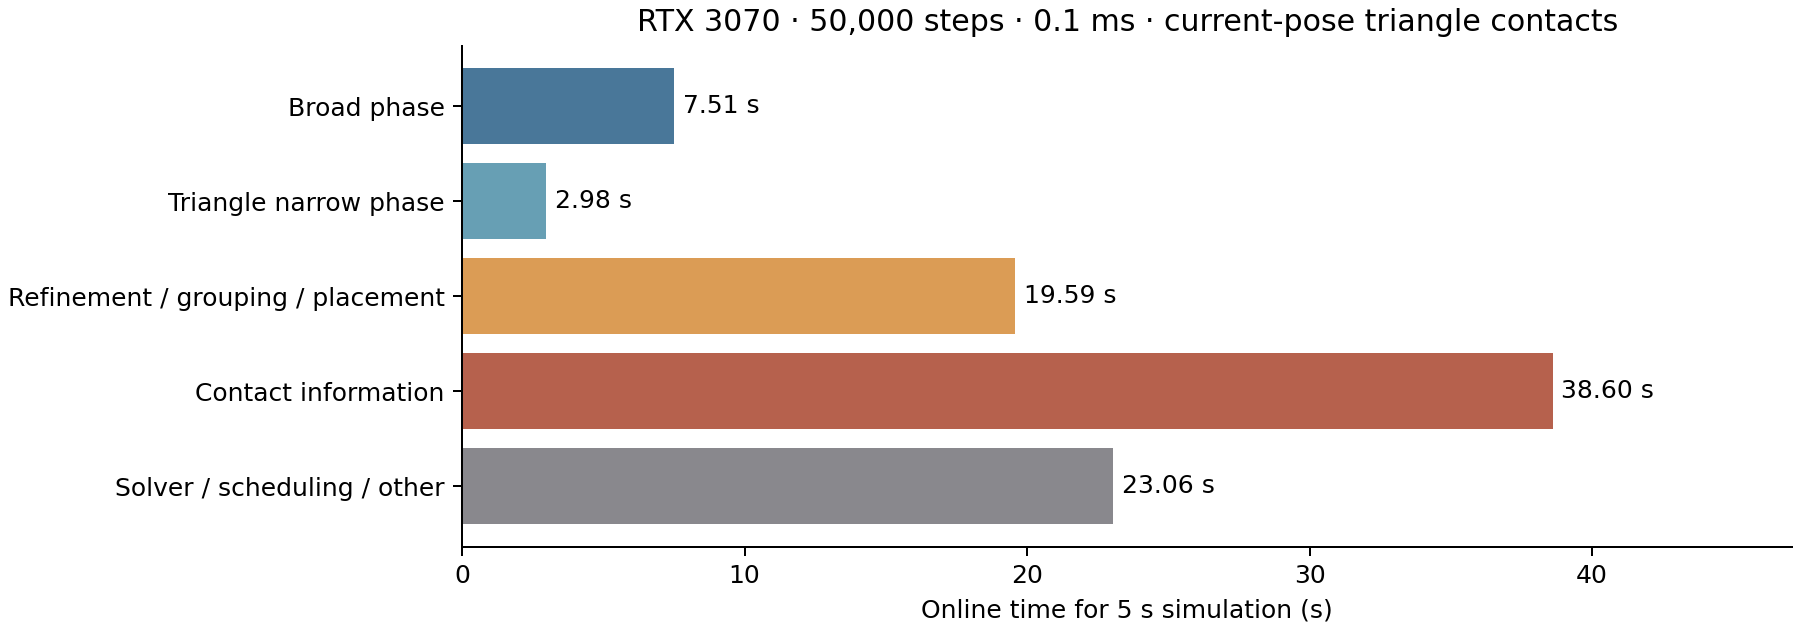 RTX 3070 · 50,000 steps · 0.1 ms · current-pose triangle contacts
Broad phase
7.51 s
Triangle narrow phase
2.98 s
Refinement / grouping / placement
19.59 s
Contact information
38.60 s
Solver / scheduling / other
23.06 s
0
10
20
30
40
Online time for 5 s simulation (s)